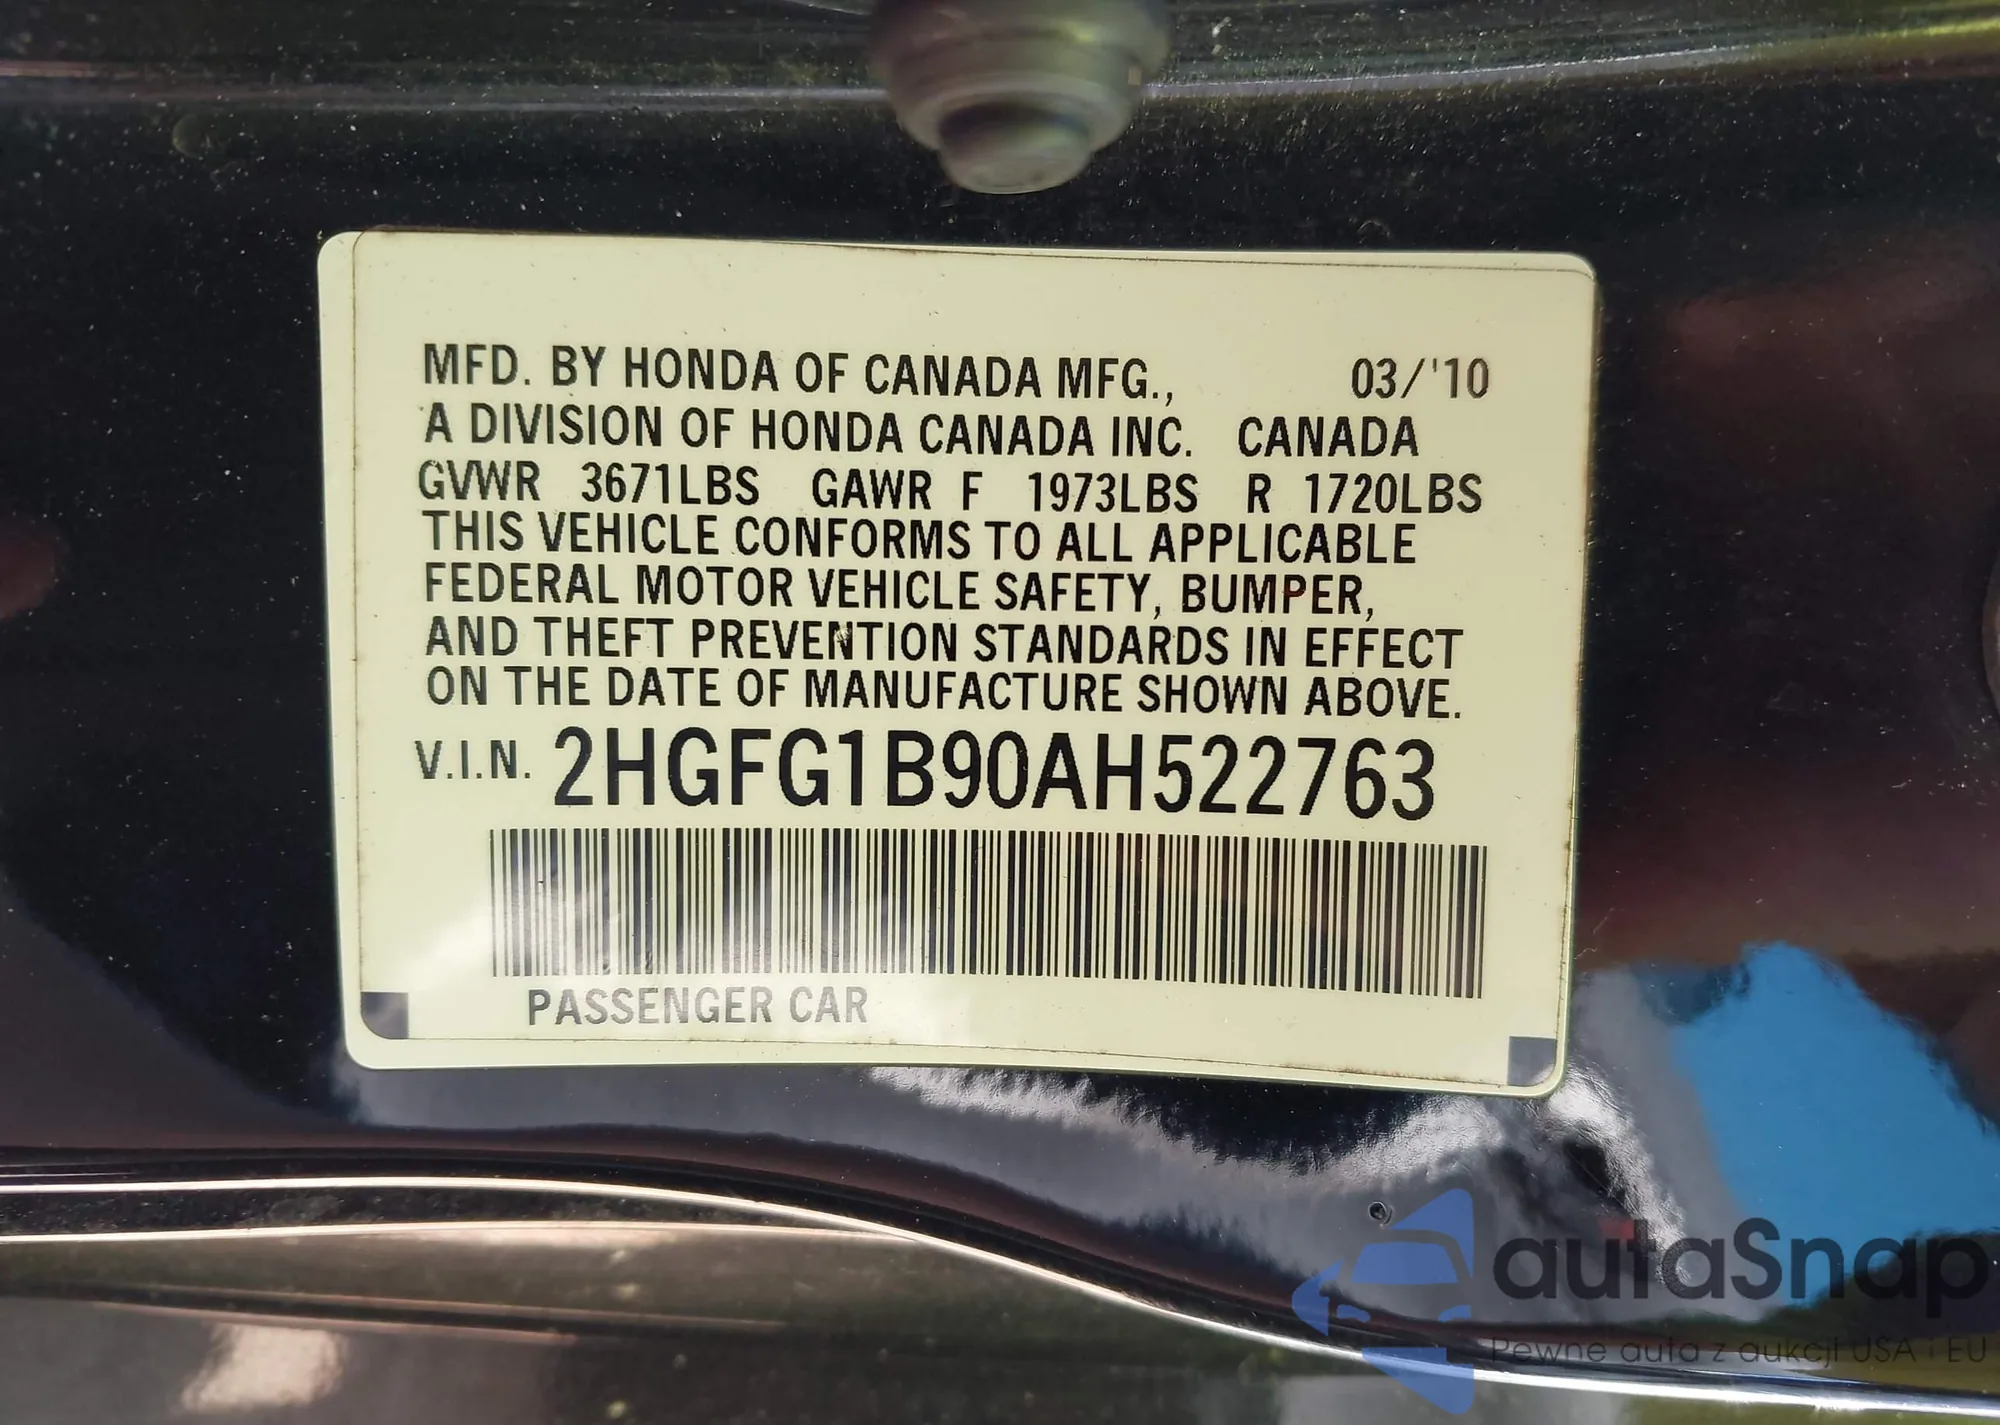 MFD. BY HONDA OF CANADA MFG., 03/'10
A DIVISION OF HONDA CANADA INC. CANADA
GVWR 3671LBS GAWR F 1973LBS R 1720LBS
THIS VEHICLE CONFORMS TO ALL APPLICABLE
FEDERAL MOTOR VEHICLE SAFETY, BUMPER,
AND THEFT PREVENTION STANDARDS IN EFFECT
ON THE DATE OF MANUFACTURE SHOWN ABOVE.
V.I.N. 2HGFG1B90AH522763
PASSENGER CAR
autaSnap
Pewne auta z aukcji USA i EU